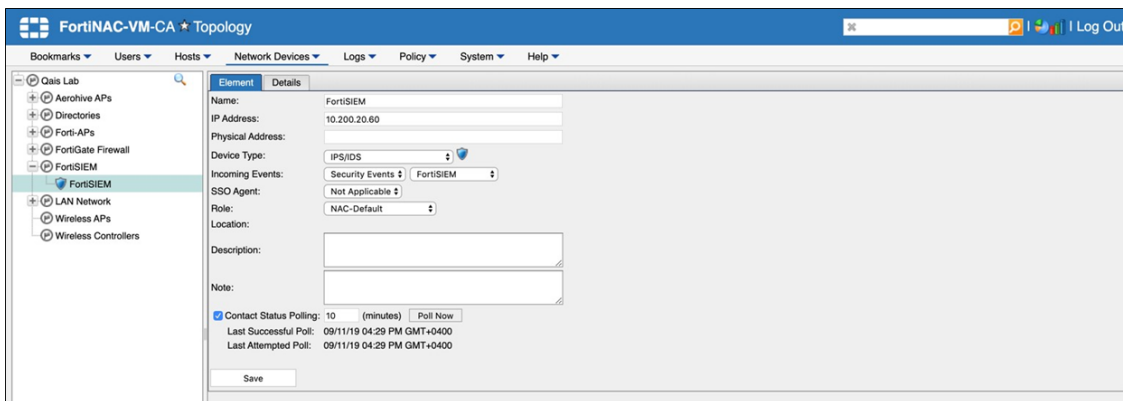 FortiNAC-VM-CA ★ Topology
Log Out
Bookmarks Users Hosts Network Devices Logs Policy System Help
Qais Lab
Aerohive APs
Directories
Forti-APs
FortiGate Firewall
FortiSIEM
FortiSIEM
LAN Network
Wireless APs
Wireless Controllers
Element Details
Name: FortiSIEM
IP Address: 10.200.20.60
Physical Address:
Device Type: IPS/IDS
Incoming Events: Security Events FortiSIEM
SSO Agent: Not Applicable
Role: NAC-Default
Location:
Description:
Note:
Contact Status Polling: 10 (minutes) Poll Now
Last Successful Poll: 09/11/19 04:29 PM GMT+0400
Last Attempted Poll: 09/11/19 04:29 PM GMT+0400
Save